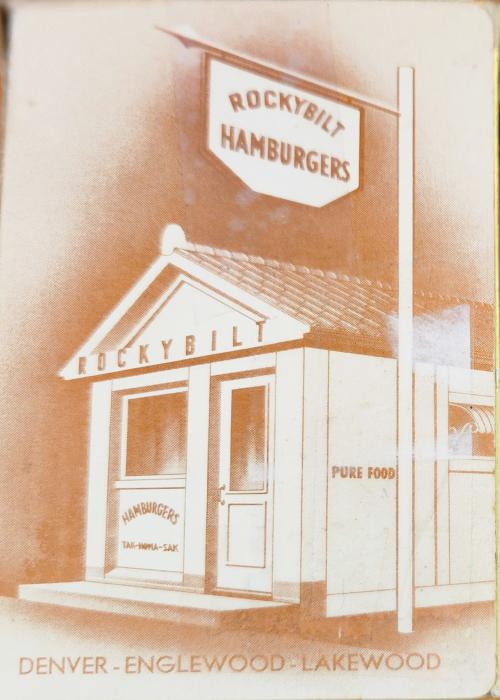 ROCKYBILT
HAMBURGERS
ROCKYBILT
HAMBURGERS
TAK-HOMA-SAK
PURE FOOD
DENVER-ENGLEWOOD-LAKEWOOD